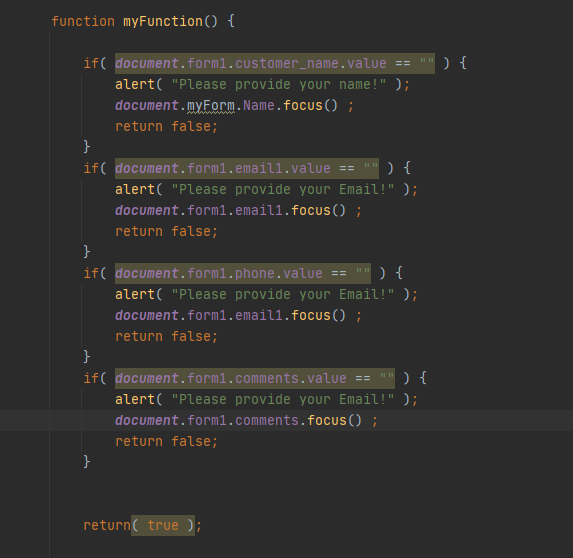 function myFunction() {
if( document.form1.customer_name.value == "" ) {
alert( "Please provide your name!" );
document.myForm.Name.focus() ;
return false;
}
if( document.form1.email1.value == "" ) {
alert( "Please provide your Email!" );
document.form1.email1.focus() ;
return false;
}
if( document.form1.phone.value == "" ) {
alert( "Please provide your Email!" );
document.form1.email1.focus() ;
return false;
}
if( document.form1.comments.value == "" ) {
alert( "Please provide your Email!" );
document.form1.comments.focus() ;
return false;
}
return( true );